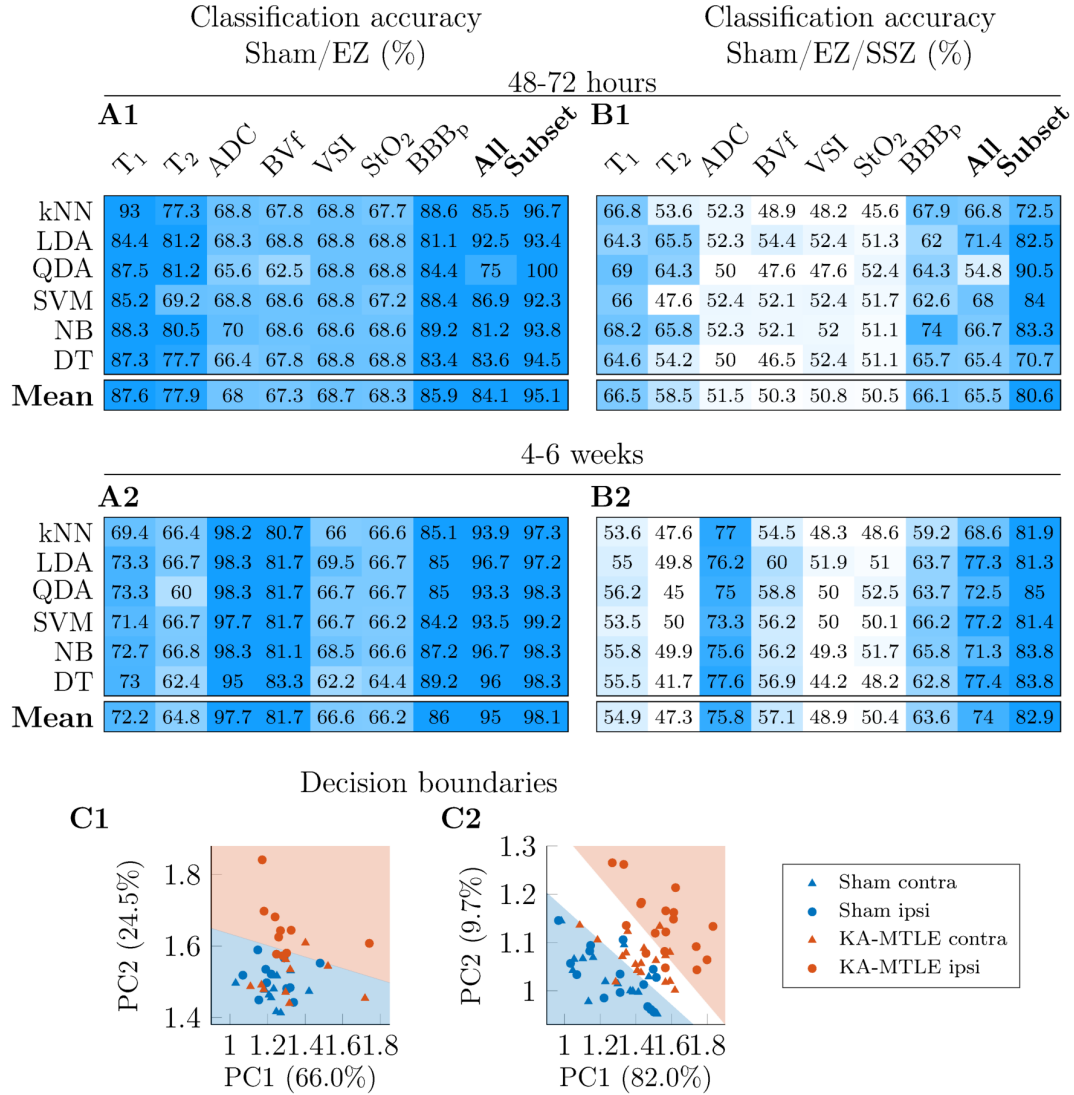 Classification accuracy Classification accuracy
Sham/EZ (%) Sham/EZ/SSZ (%)
48-72 hours
A1 B1
T1 T2 ADC BVf VSI StO2 BBBp All Subset T1 T2 ADC BVf VSI StO2 BBBp All Subset
kNN 93 77.3 68.8 67.8 68.8 67.7 88.6 85.5 96.7 66.8 53.6 52.3 48.9 48.2 45.6 67.9 66.8 72.5
LDA 84.4 81.2 68.3 68.8 68.8 68.8 81.1 92.5 93.4 64.3 65.5 52.3 54.4 52.4 51.3 62 71.4 82.5
QDA 87.5 81.2 65.6 62.5 68.8 68.8 84.4 75 100 69 64.3 50 47.6 47.6 52.4 64.3 54.8 90.5
SVM 85.2 69.2 68.8 68.6 68.8 67.2 88.4 86.9 92.3 66 47.6 52.4 52.1 52.4 51.7 62.6 68 84
NB 88.3 80.5 70 68.6 68.6 68.6 89.2 81.2 93.8 68.2 65.8 52.3 52.1 52 51.1 74 66.7 83.3
DT 87.3 77.7 66.4 67.8 68.8 68.8 83.4 83.6 94.5 64.6 54.2 50 46.5 52.4 51.1 65.7 65.4 70.7
Mean 87.6 77.9 68 67.3 68.7 68.3 85.9 84.1 95.1 66.5 58.5 51.5 50.3 50.8 50.5 66.1 65.5 80.6
4-6 weeks
A2 B2
kNN 69.4 66.4 98.2 80.7 66 66.6 85.1 93.9 97.3 53.6 47.6 77 54.5 48.3 48.6 59.2 68.6 81.9
LDA 73.3 66.7 98.3 81.7 69.5 66.7 85 96.7 97.2 55 49.8 76.2 60 51.9 51 63.7 77.3 81.3
QDA 73.3 60 98.3 81.7 66.7 66.7 85 93.3 98.3 56.2 45 75 58.8 50 52.5 63.7 72.5 85
SVM 71.4 66.7 97.7 81.7 66.7 66.2 84.2 93.5 99.2 53.5 50 73.3 56.2 50 50.1 66.2 77.2 81.4
NB 72.7 66.8 98.3 81.1 68.5 66.6 87.2 96.7 98.3 55.8 49.9 75.6 56.2 49.3 51.7 65.8 71.3 83.8
DT 73 62.4 95 83.3 62.2 64.4 89.2 96 98.3 55.5 41.7 77.6 56.9 44.2 48.2 62.8 77.4 83.8
Mean 72.2 64.8 97.7 81.7 66.6 66.2 86 95 98.1 54.9 47.3 75.8 57.1 48.9 50.4 63.6 74 82.9
Decision boundaries
C1 C2
PC2 (24.5%)
1.8
1.6
1.4
1 1.2 1.4 1.6 1.8
PC1 (66.0%)
PC2 (9.7%)
1.3
1.2
1.1
1
1 1.2 1.4 1.6 1.8
PC1 (82.0%)
Sham contra
Sham ipsi
KA-MTLE contra
KA-MTLE ipsi